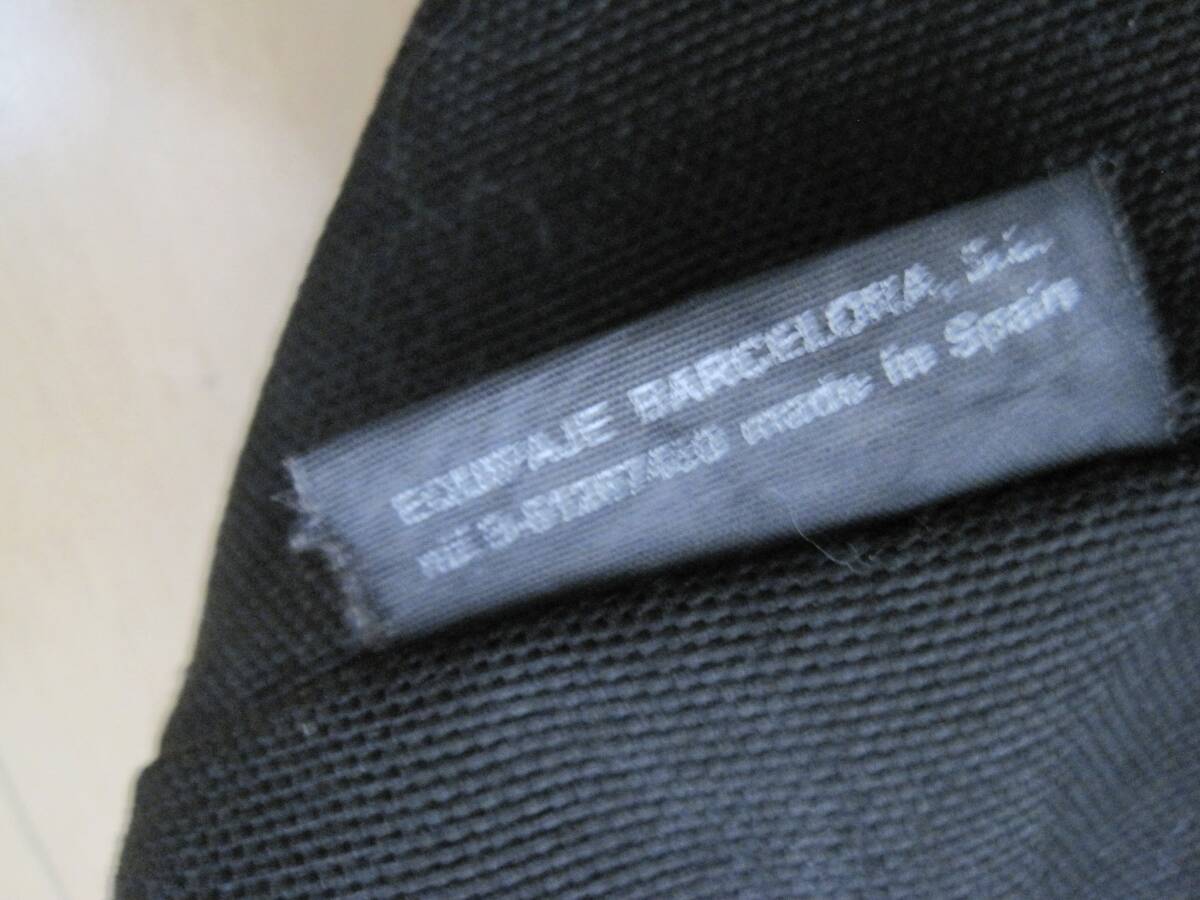 EQUIPAJE BARCELONA, S.L.
made in Spain